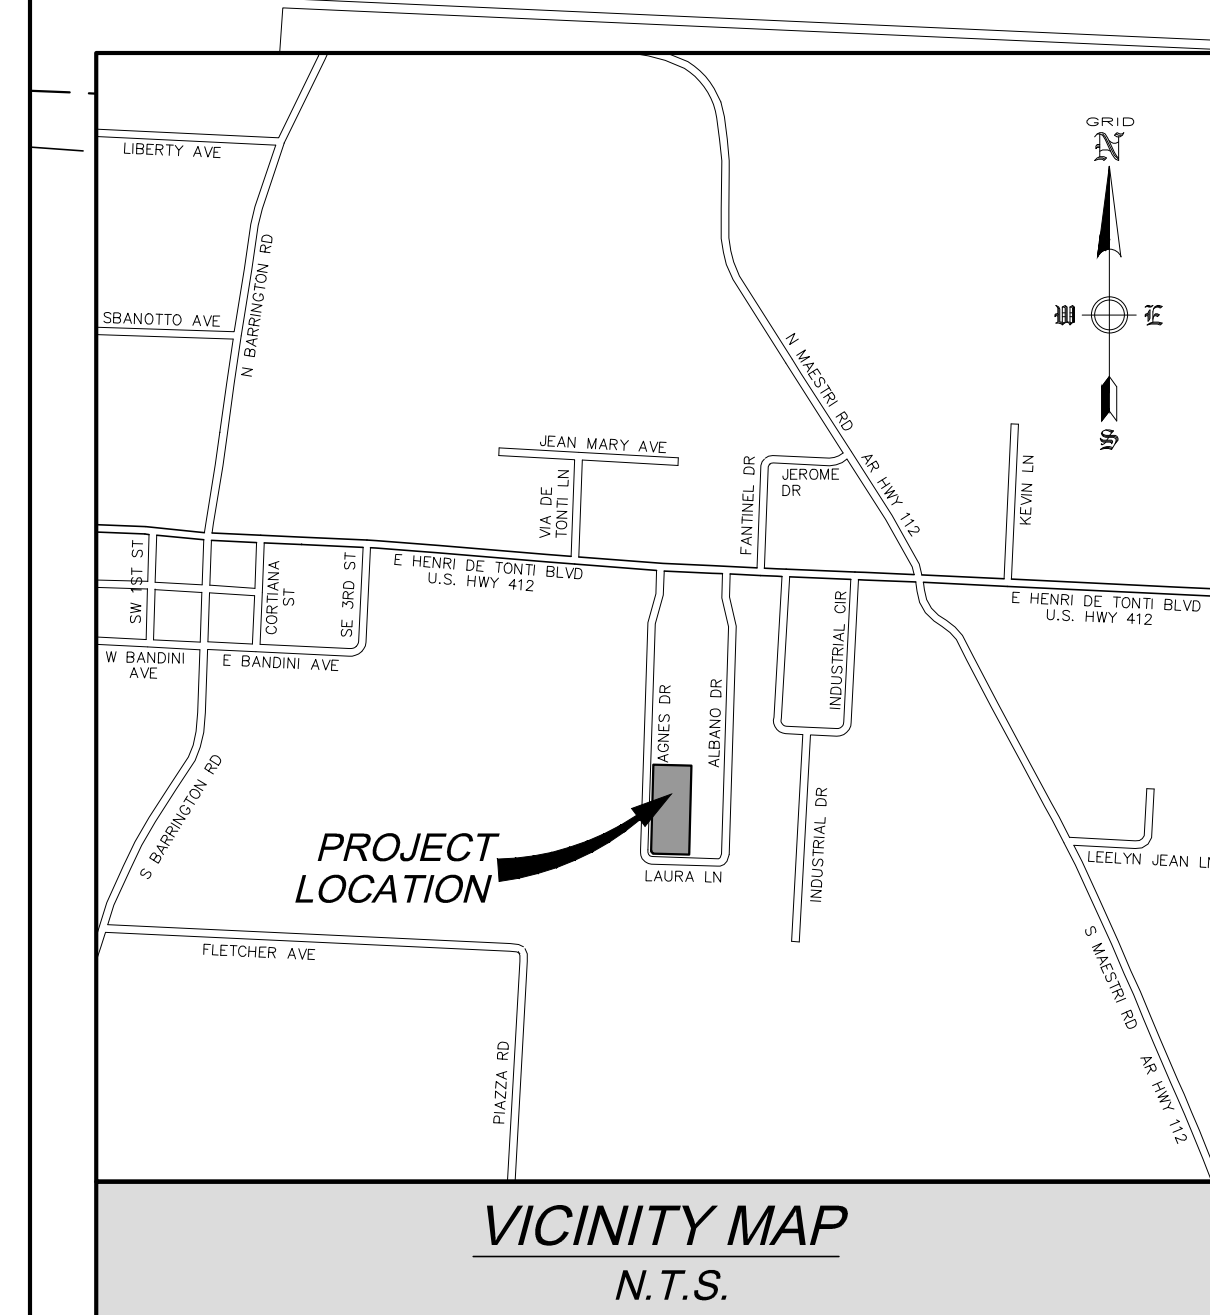 GRID
N
W
E
S
LIBERTY AVE
SBANOTTO AVE
N BARRINGTON RD
N MAESTRI RD
AR HWY 112
JEAN MARY AVE
VIA DE
TONTI LN
FANTINEL DR
JEROME
DR
KEVIN LN
SW 1ST ST
CORTIANA
ST
SE 3RD ST
E HENRI DE TONTI BLVD
U.S. HWY 412
E HENRI DE TONTI BLVD
U.S. HWY 412
W BANDINI
AVE
E BANDINI AVE
AGNES DR
ALBANO DR
INDUSTRIAL CIR
INDUSTRIAL DR
S BARRINGTON RD
PROJECT
LOCATION
LAURA LN
LEELYN JEAN LN
FLETCHER AVE
PIAZZA RD
S MAESTRI RD
AR HWY 112
VICINITY MAP
N.T.S.